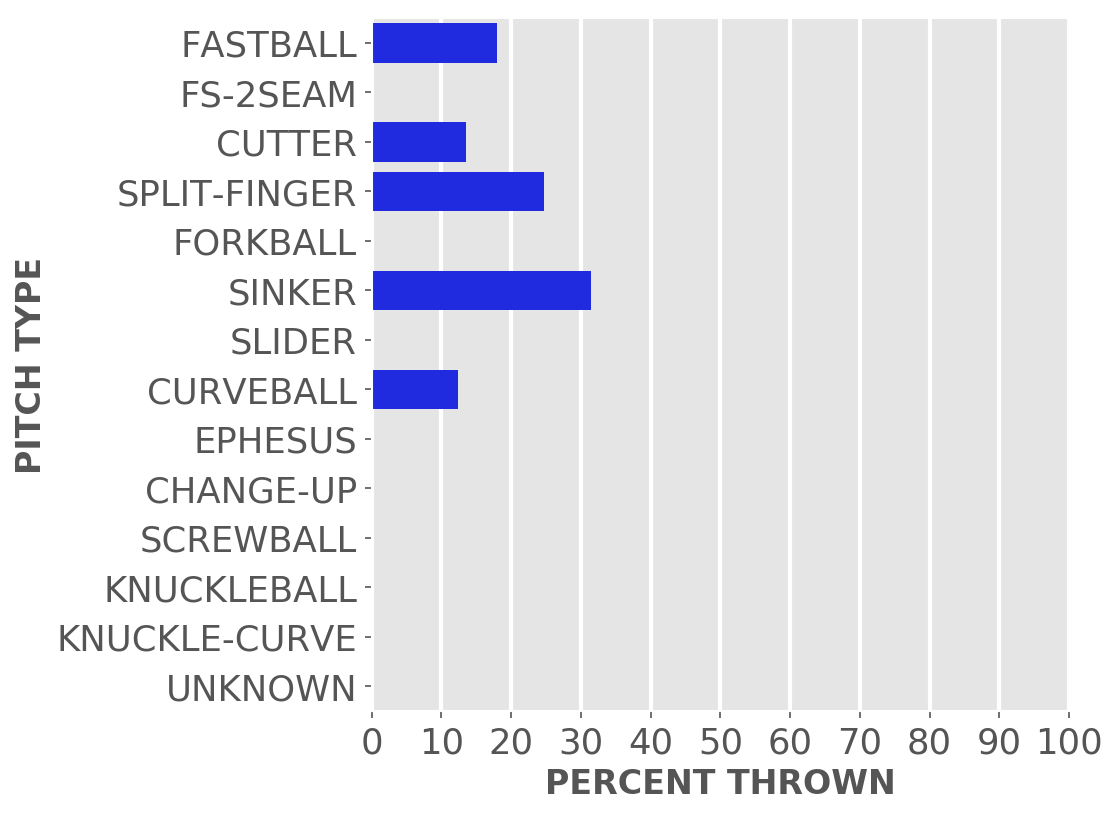 FASTBALL
FS-2SEAM
CUTTER
SPLIT-FINGER
FORKBALL
SINKER
SLIDER
CURVEBALL
EPHESUS
CHANGE-UP
SCREWBALL
KNUCKLEBALL
KNUCKLE-CURVE
UNKNOWN
PITCH TYPE
0 10 20 30 40 50 60 70 80 90 100
PERCENT THROWN